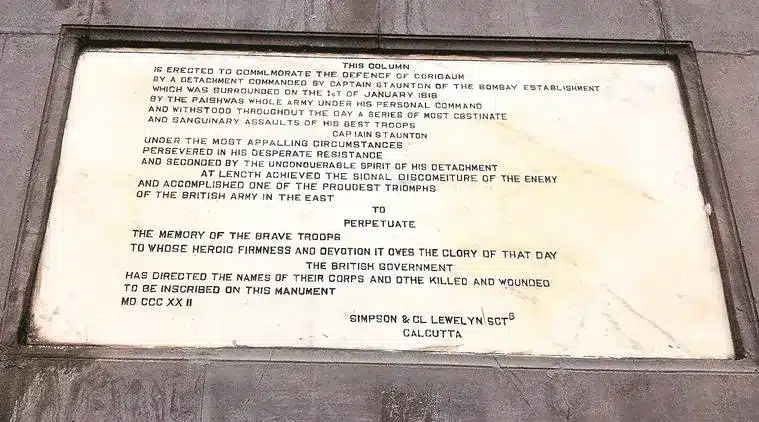 THIS COLUMN
IS ERECTED TO COMMLMORATE THE DEFENCF OF CORIGAUM
BY A DETACHMENT COMMANDED BY CAPTAIN STAUNTON OF THE BOMBAY ESTABLISHMENT
WHICH WAS SURROUNDED ON THE 1ST OF JANUARY 1818
BY THE PAISHWAS WHOLE ARMY UNDER HIS PERSONAL COMMAND
AND WITHSTOOD THROUGHOUT THE DAY A SERIES OF MOST OBSTINATE
AND SANGUINARY ASSAULTS OF HIS BEST TROOPS
CAPIAIN STAUNTON
UNDER THE MOST APPALLING CIRCUMSTANCES
PERSEVERED IN HIS DESPERATE RESISTANCE
AND SECONDED BY THE UNCONOUERABLE SPIRIT OF HIS DETACHMENT
AT LENCTH ACHIEVED THE SIONAL DISCOMEITURE OF THE ENEMY
AND ACCOMPLISHED ONE OF THE PROUDEST TRIOMPHS
OF THE BRITISH ARMY IN THE EAST
TO
PERPETUATE
THE MEMORY OF THE BRAVE TROOPS
TO WHOSE HEROIC FIRMNESS AND DEVOTION IT OWES THE GLORY OF THAT DAY
THE BRITISH GOVERNMENT
HAS DIRECTED THE NAMES OF THEIR CORPS AND OTHE KILLED AND WOUNDED
TO BE INSCRIBED ON THIS MANUMENT
MD CCC XX II
SIMPSON & CL LEWELYN SCTS
CALCUTTA